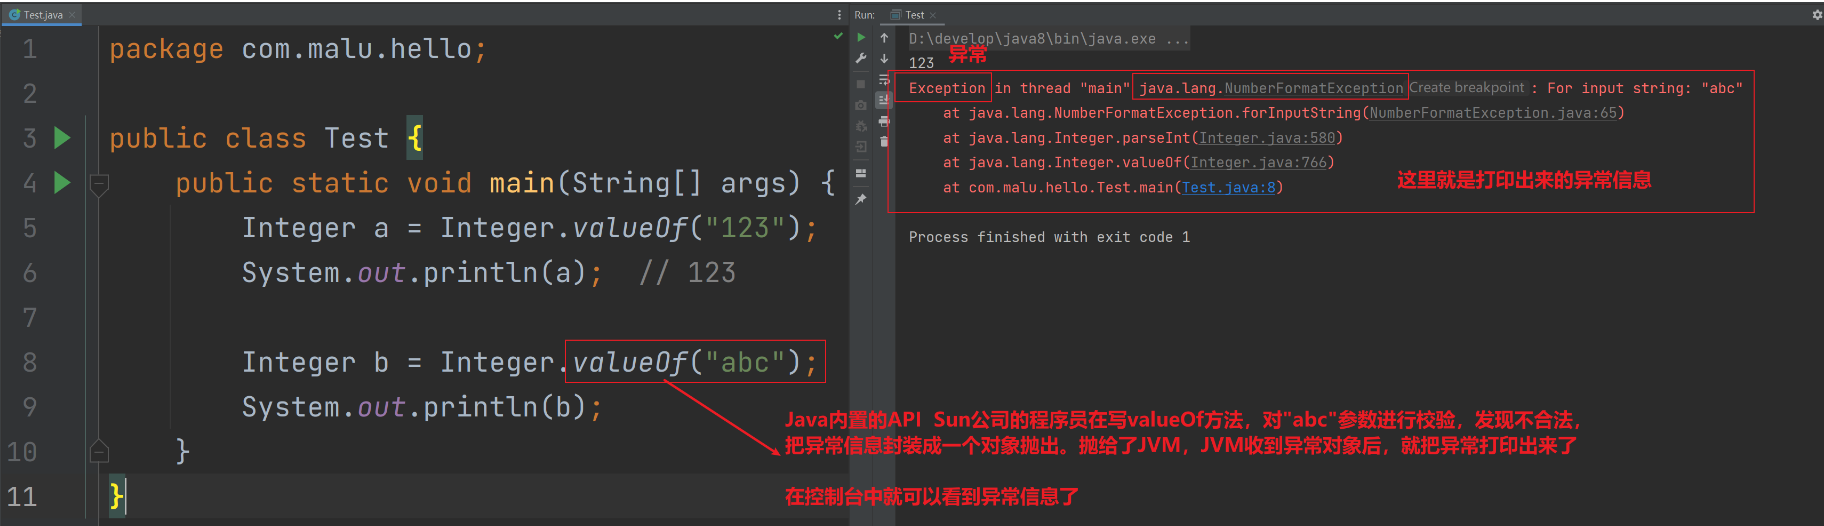 Test.java
1 package com.malu.hello;
2
3 public class Test {
4 public static void main(String[] args) {
5 Integer a = Integer.valueOf("123");
6 System.out.println(a);  // 123
7
8 Integer b = Integer.valueOf("abc");
9 System.out.println(b);
10 }
11 }
Java内置的API  Sun公司的程序员在写valueOf方法，对"abc"参数进行校验，发现不合法，
把异常信息封装成一个对象抛出。抛给了JVM，JVM收到异常对象后，就把异常打印出来了
在控制台中就可以看到异常信息了
Run: Test
D:\develop\java8\bin\java.exe ...
异常
123
Exception in thread "main" java.lang.NumberFormatException Create breakpoint : For input string: "abc"
at java.lang.NumberFormatException.forInputString(NumberFormatException.java:65)
at java.lang.Integer.parseInt(Integer.java:580)
at java.lang.Integer.valueOf(Integer.java:766)
at com.malu.hello.Test.main(Test.java:8)
这里就是打印出来的异常信息
Process finished with exit code 1